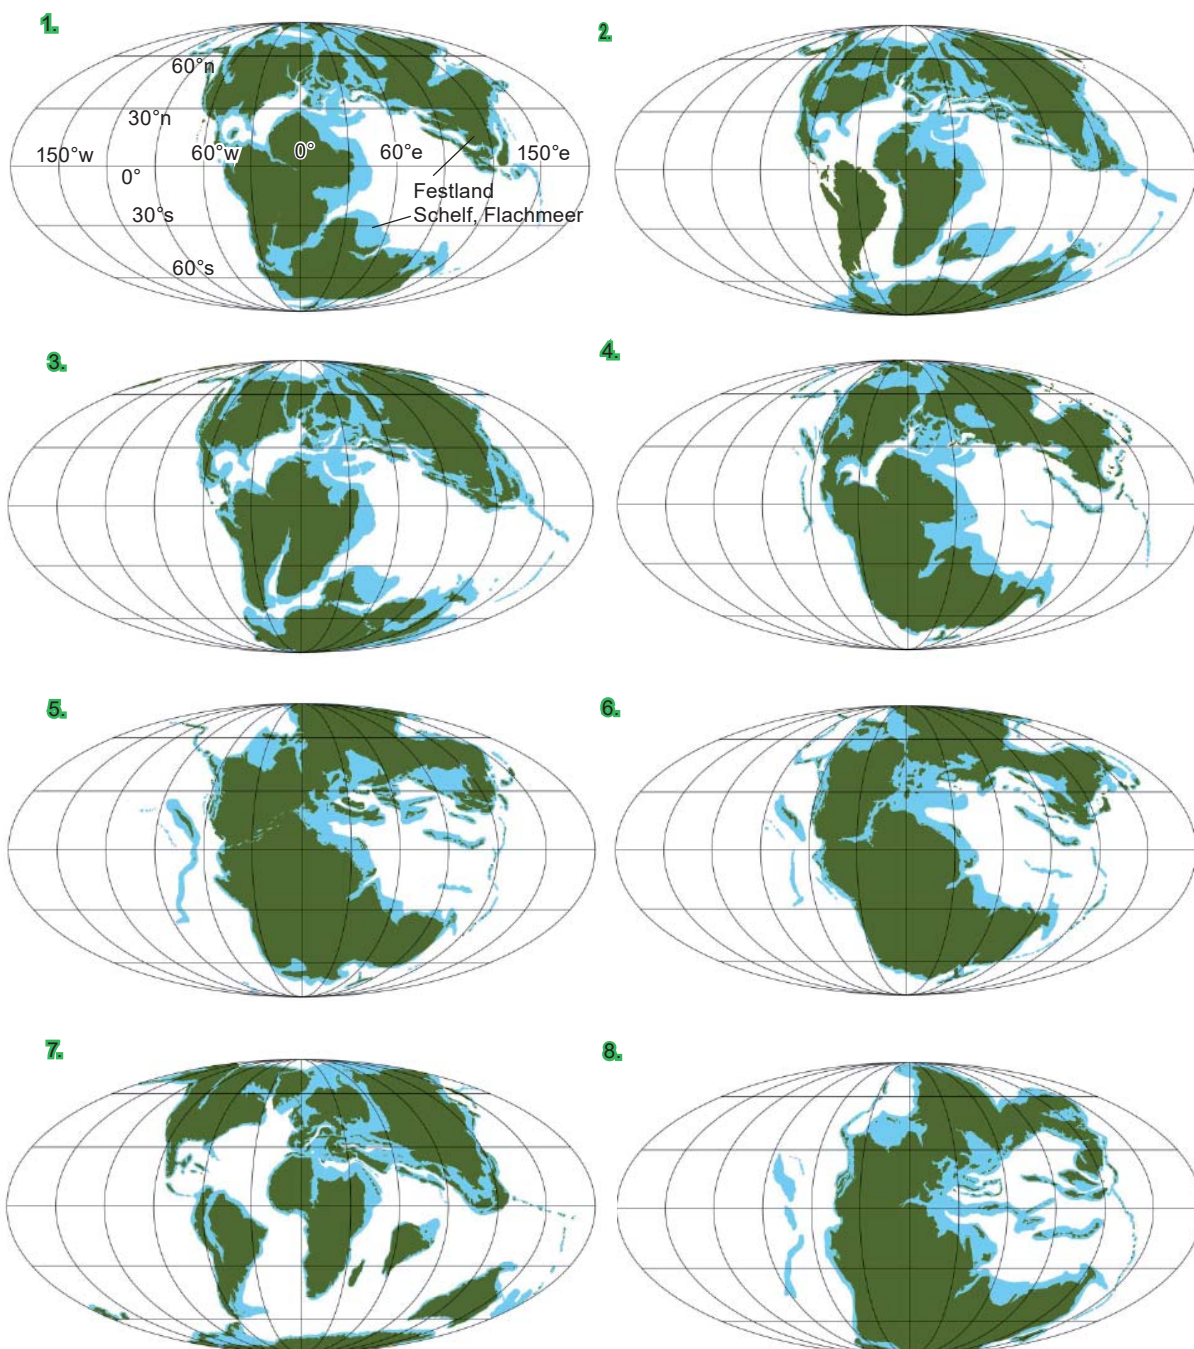 1.
2.
60°n
30°n
150°w
60°w
0°
60°e
150°e
0°
Festland
30°s
Schelf, Flachmeer
60°s
3.
4.
5.
6.
7.
8.